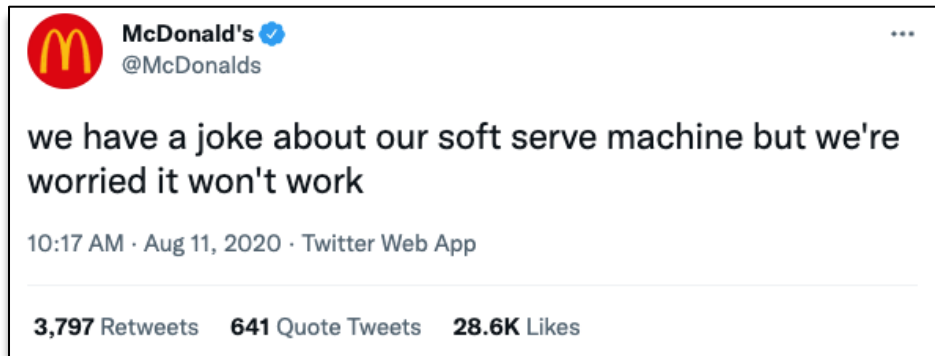 McDonald's
@McDonalds
we have a joke about our soft serve machine but we're
worried it won't work
10:17 AM · Aug 11, 2020 · Twitter Web App
3,797 Retweets 641 Quote Tweets 28.6K Likes